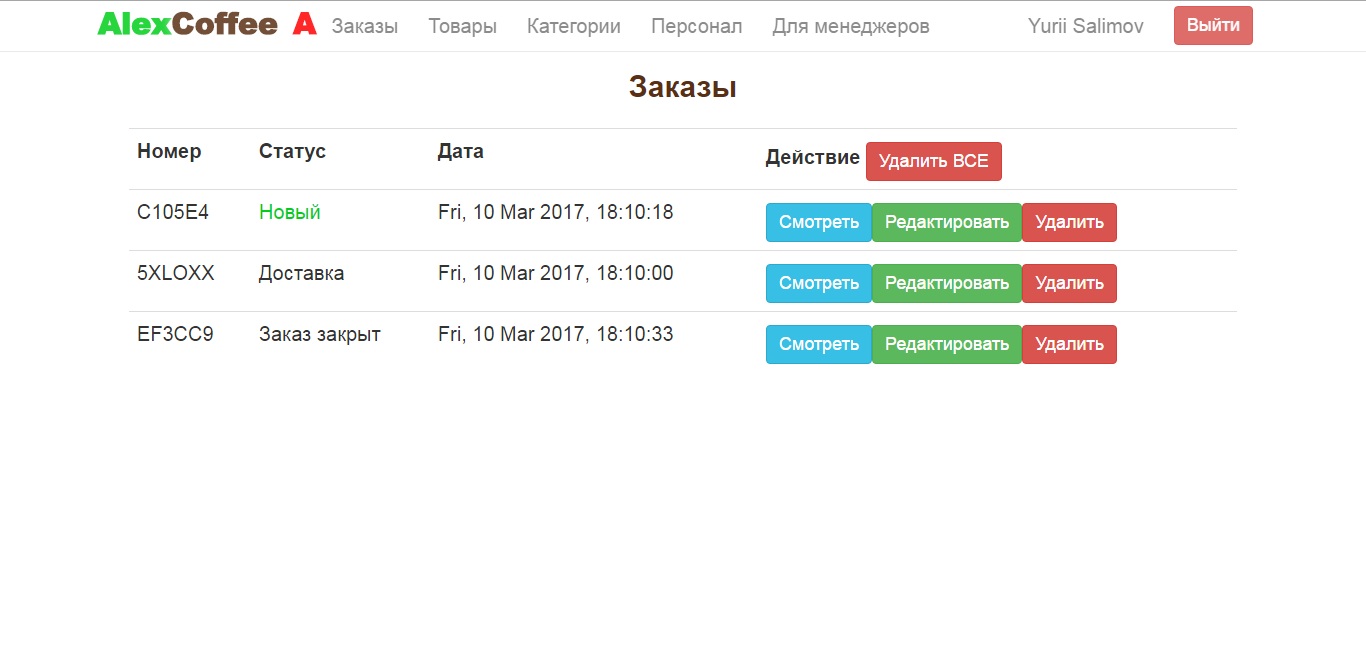 AlexCoffee A Заказы Товары Категории Персонал Для менеджеров Yurii Salimov Выйти
Заказы
Номер Статус Дата Действие Удалить ВСЕ
C105E4 Новый Fri, 10 Mar 2017, 18:10:18 Смотреть Редактировать Удалить
5XLOXX Доставка Fri, 10 Mar 2017, 18:10:00 Смотреть Редактировать Удалить
EF3CC9 Заказ закрыт Fri, 10 Mar 2017, 18:10:33 Смотреть Редактировать Удалить